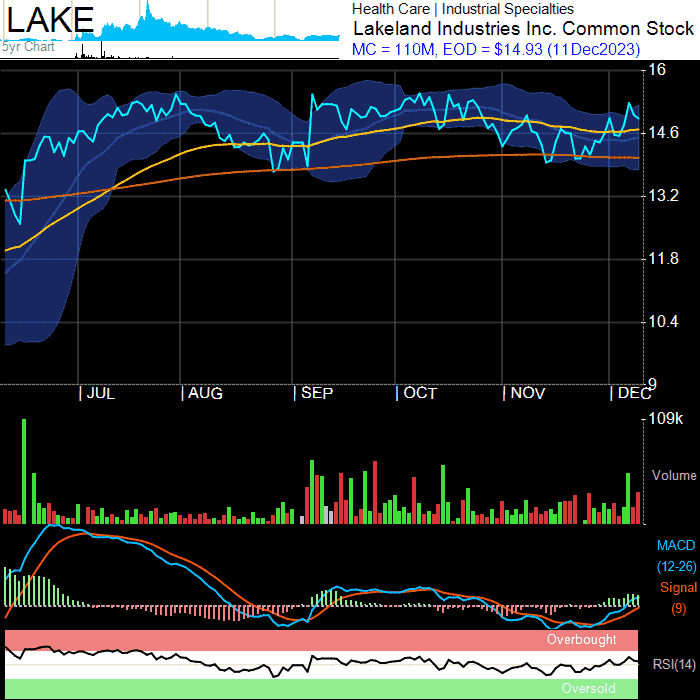 LAKE
5yr Chart
Health Care | Industrial Specialties
Lakeland Industries Inc. Common Stock
MC = 110M, EOD = $14.93 (11Dec2023)
16
14.6
13.2
11.8
10.4
9
JUL AUG SEP OCT NOV DEC
109k
Volume
MACD
(12-26)
Signal
(9)
Overbought
RSI(14)
Oversold